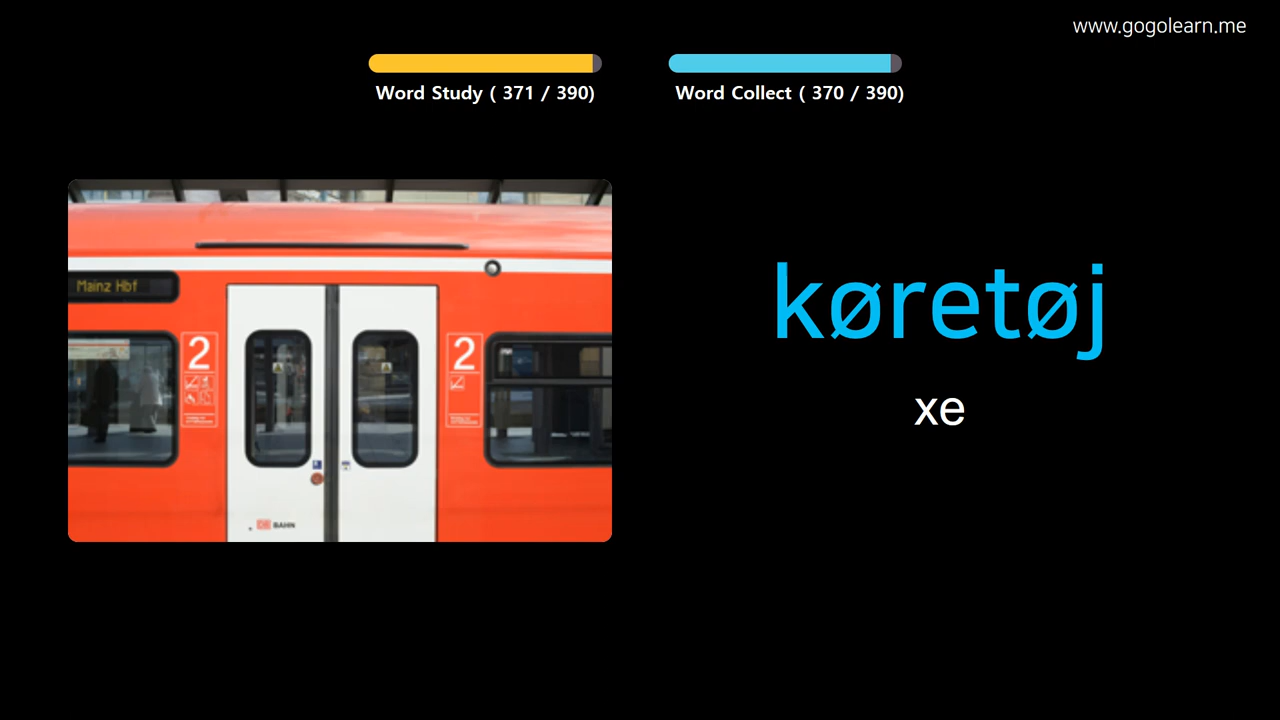 www.gogolearn.me
Word Study ( 371 / 390)
Word Collect ( 370 / 390)
Mainz Hbf
2
2
DB BAHN
køretøj
xe